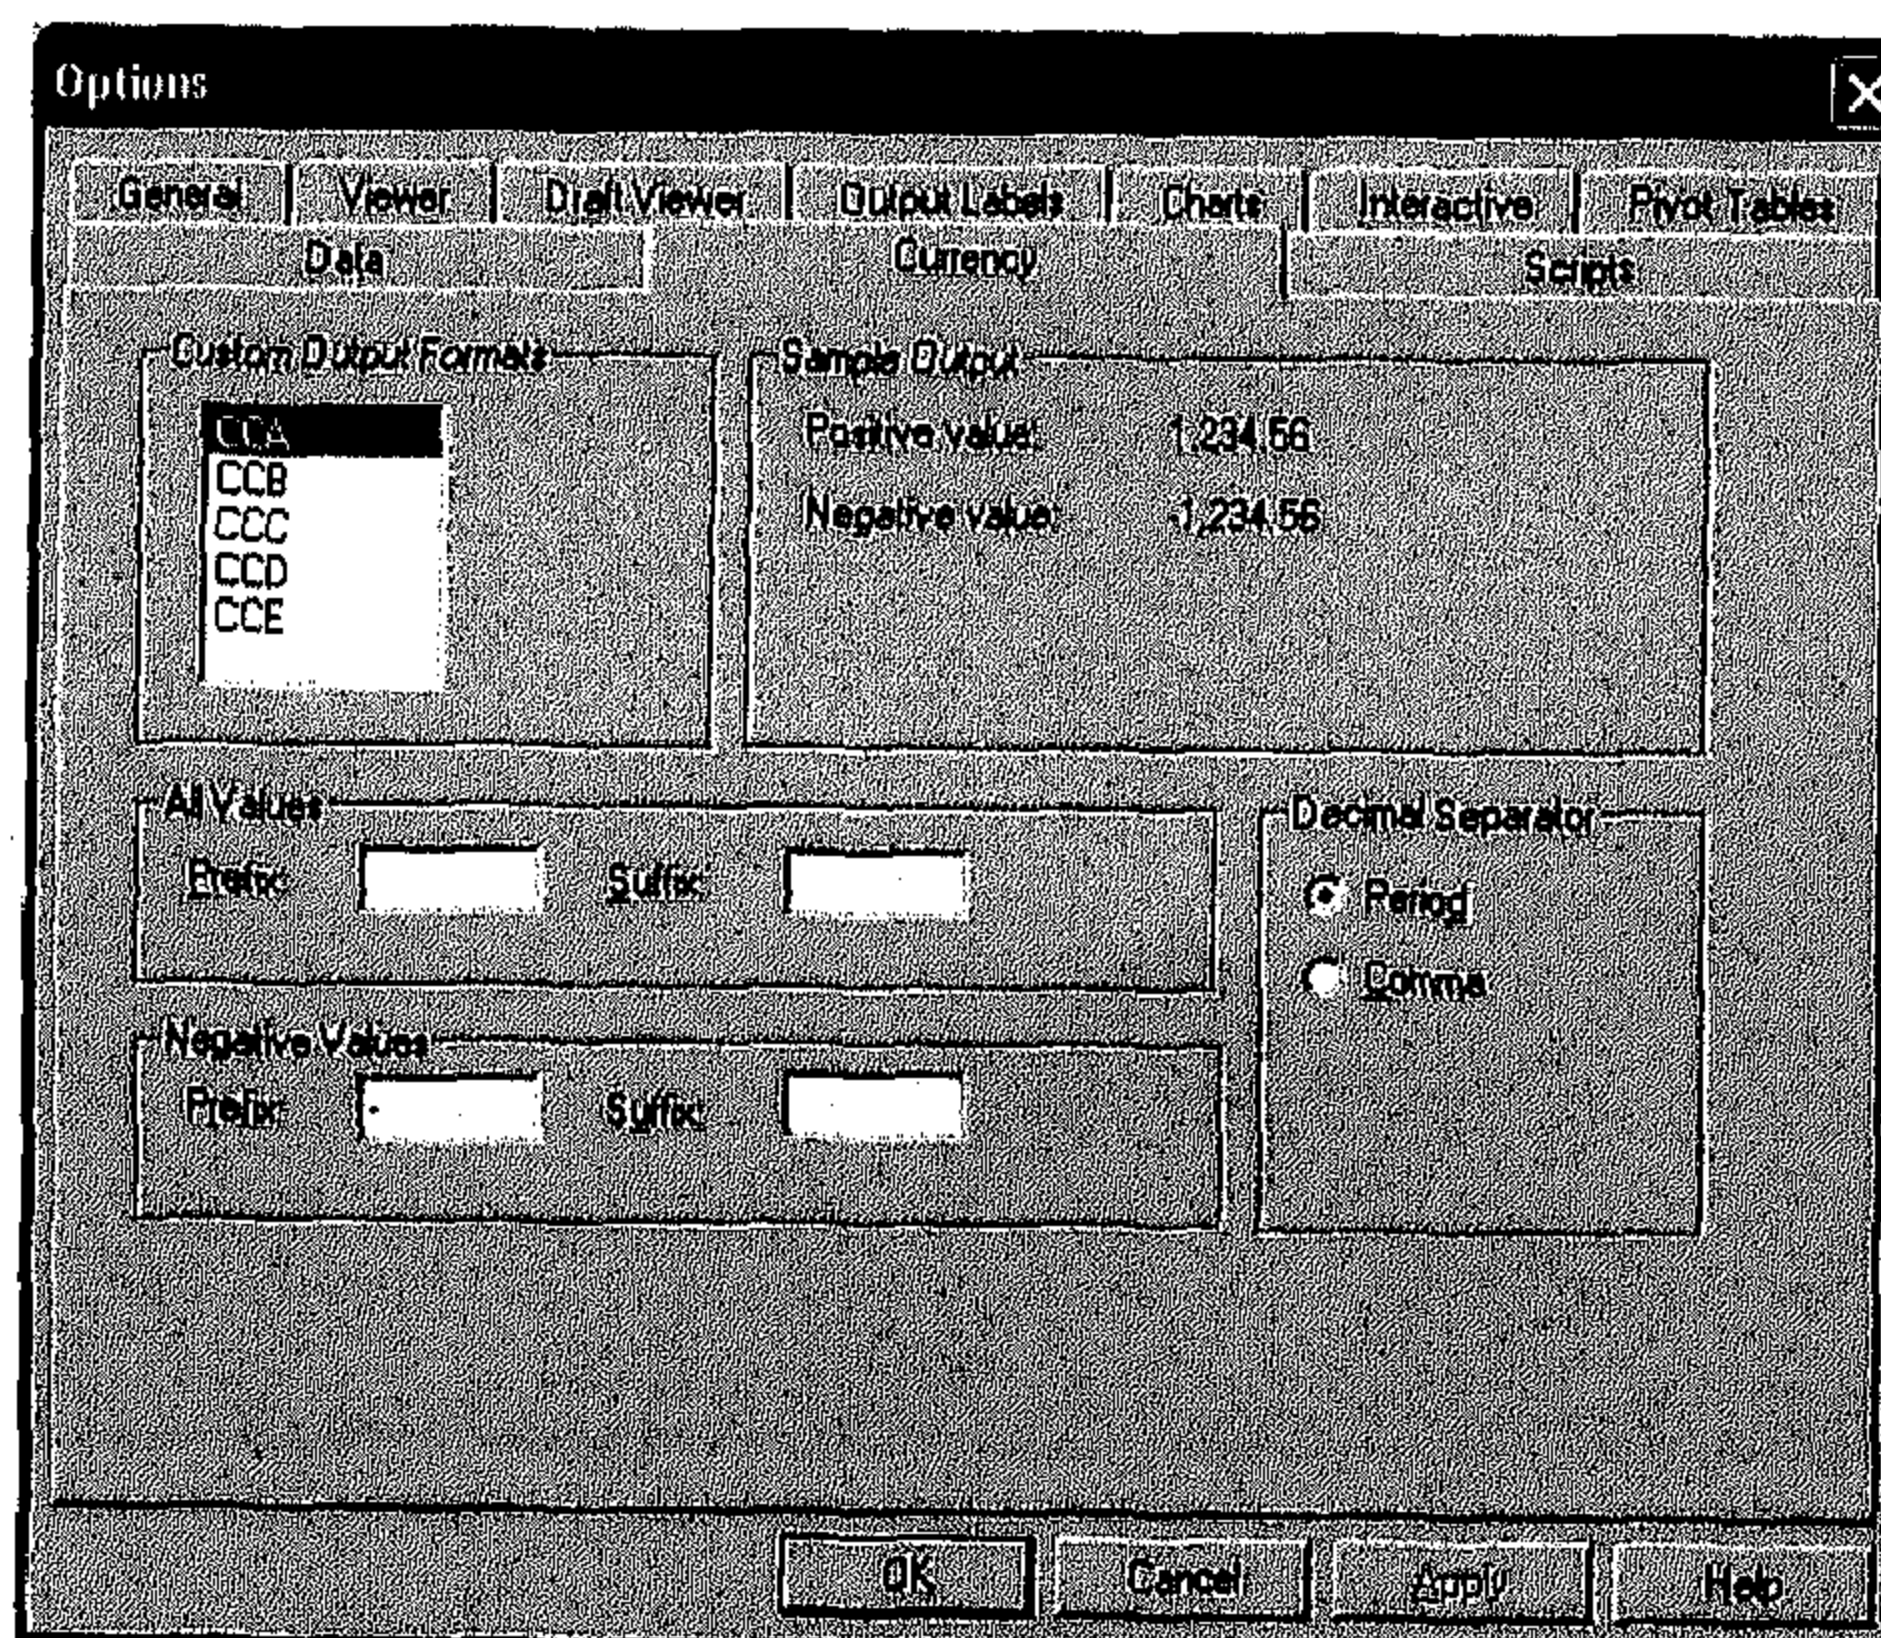 Options
General Viewer Draft Viewer Output Labels Charts Interactive Pivot Tables
Data Currency Scripts
Custom Output Formats
CCA
CCB
CCC
CCD
CCE
Sample Output
Positive value: 1,234.56
Negative value: -1,234.56
All Values
Prefix: Suffix:
Decimal Separator
Period
Comma
Negative Values
Prefix: - Suffix:
OK Cancel Apply Help